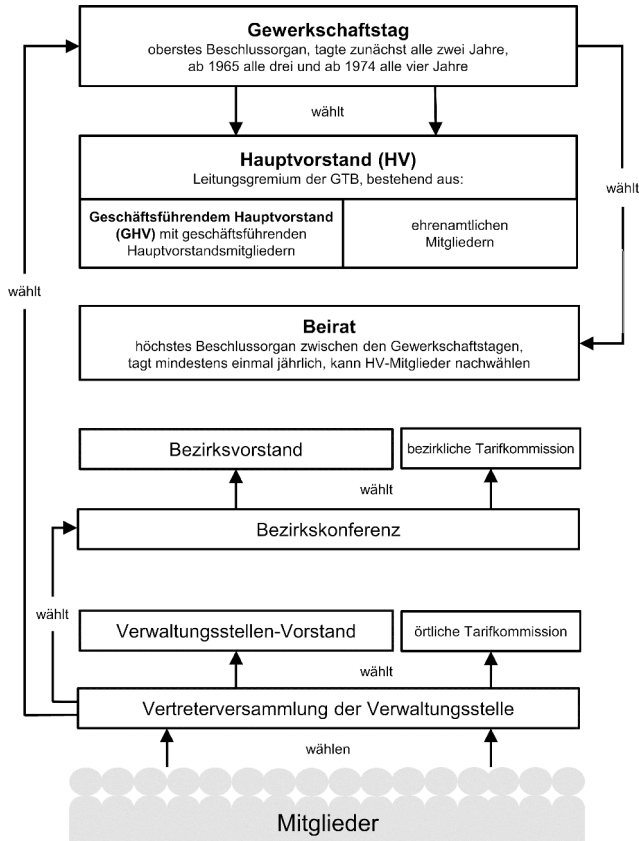 Gewerkschaftstag
oberstes Beschlussorgan, tagte zunächst alle zwei Jahre,
ab 1965 alle drei und ab 1974 alle vier Jahre
wählt
Hauptvorstand (HV)
Leitungsgremium der GTB, bestehend aus:
wählt
Geschäftsführendem Hauptvorstand
(GHV) mit geschäftsführenden
Hauptvorstandsmitgliedern
ehrenamtlichen
Mitgliedern
wählt
Beirat
höchstes Beschlussorgan zwischen den Gewerkschaftstagen,
tagt mindestens einmal jährlich, kann HV-Mitglieder nachwählen
Bezirksvorstand
bezirkliche Tarifkommission
wählt
Bezirkskonferenz
wählt
Verwaltungsstellen-Vorstand
örtliche Tarifkommission
wählt
Vertreterversammlung der Verwaltungsstelle
wählen
Mitglieder